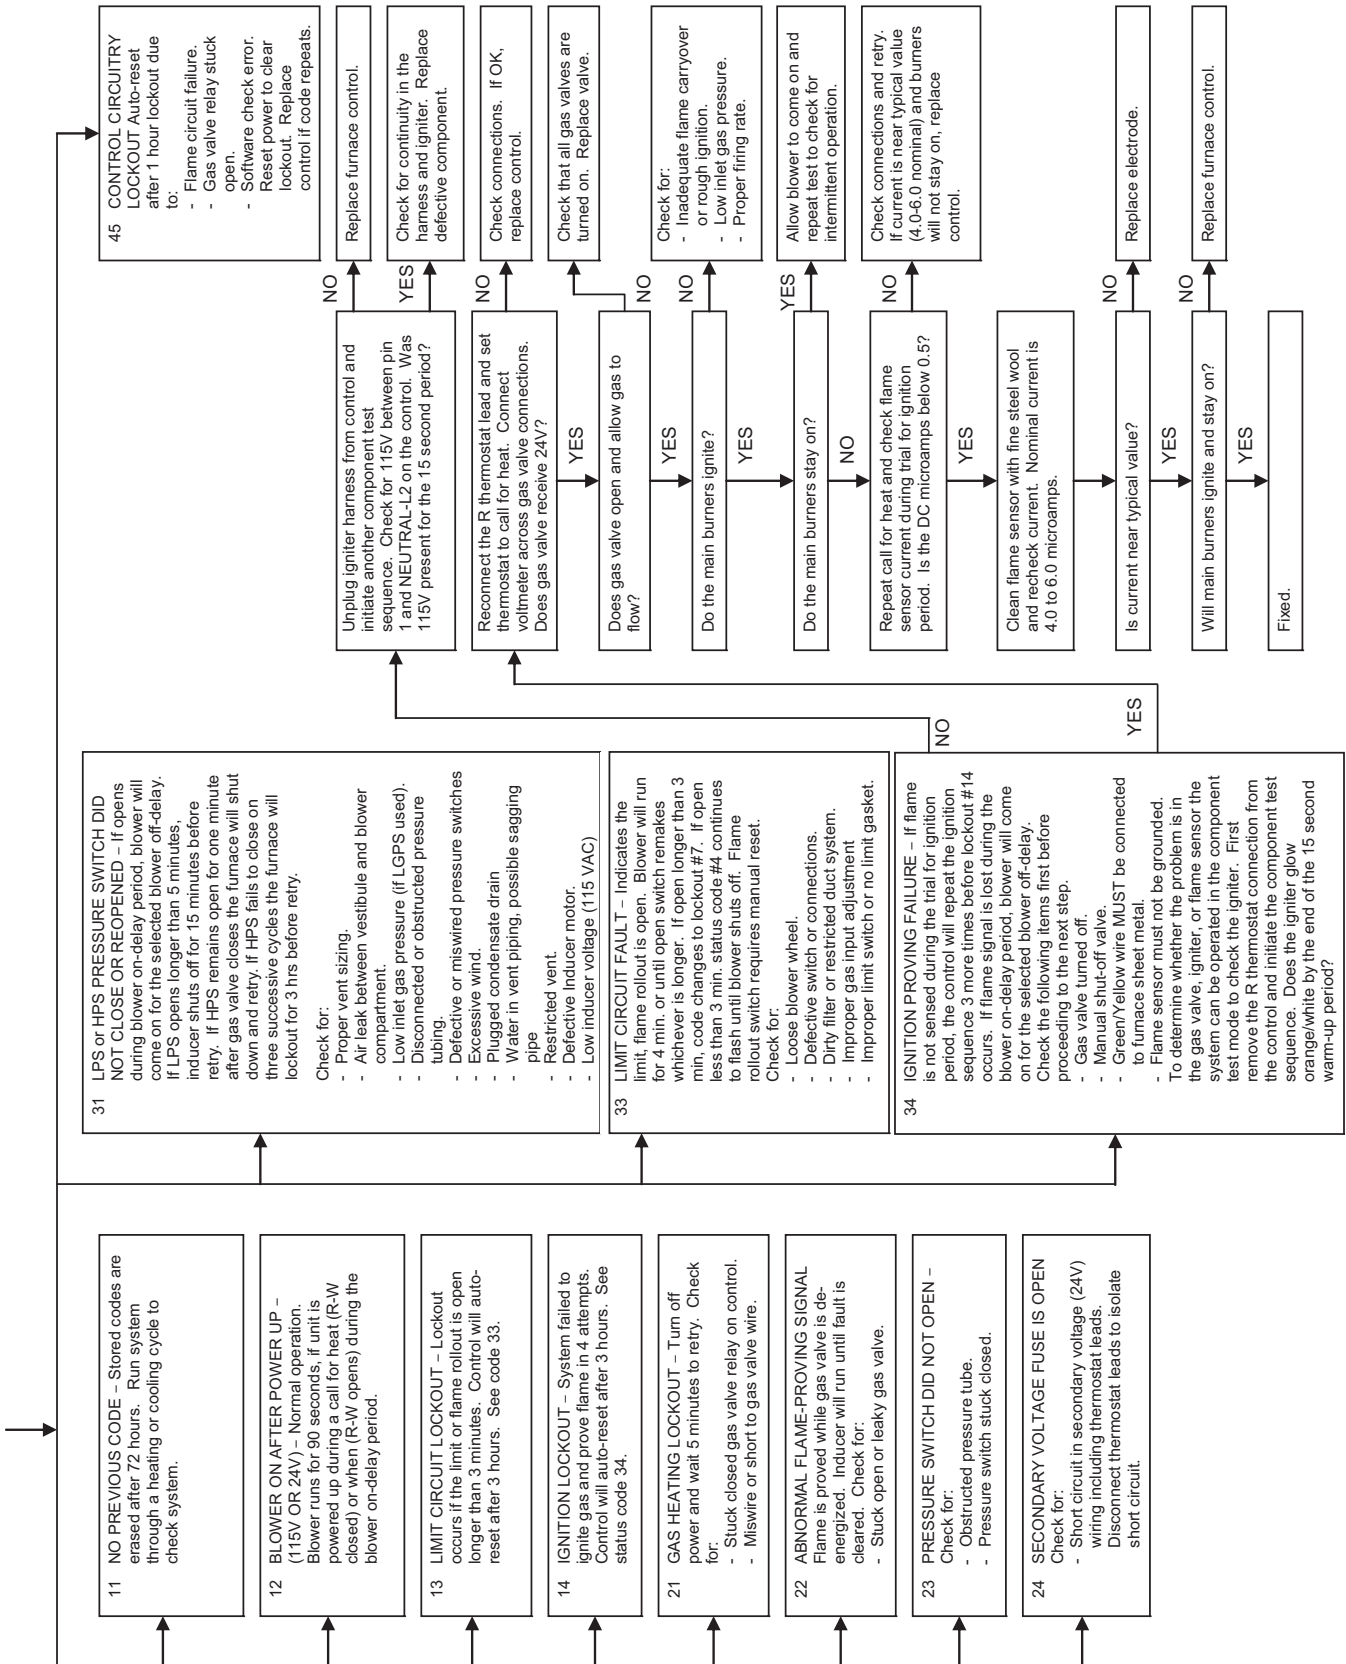 11 NO PREVIOUS CODE – Stored codes are
erased after 72 hours. Run system
through a heating or cooling cycle to
check system.
12 BLOWER ON AFTER POWER UP –
(115V OR 24V) – Normal operation.
Blower runs for 90 seconds, if unit is
powered up during a call for heat (R-W
closed) or when (R-W opens) during the
blower on-delay period.
13 LIMIT CIRCUIT LOCKOUT – Lockout
occurs if the limit or flame rollout is open
longer than 3 minutes. Control will auto-
reset after 3 hours. See code 33.
14 IGNITION LOCKOUT – System failed to
ignite gas and prove flame in 4 attempts.
Control will auto-reset after 3 hours. See
status code 34.
21 GAS HEATING LOCKOUT – Turn off
power and wait 5 minutes to retry. Check
for:
- Stuck closed gas valve relay on control.
- Miswire or short to gas valve wire.
22 ABNORMAL FLAME-PROVING SIGNAL
Flame is proved while gas valve is de-
energized. Inducer will run until fault is
cleared. Check for:
- Stuck open or leaky gas valve.
23 PRESSURE SWITCH DID NOT OPEN –
Check for:
- Obstructed pressure tube.
- Pressure switch stuck closed.
24 SECONDARY VOLTAGE FUSE IS OPEN
Check for:
- Short circuit in secondary voltage (24V)
wiring including thermostat leads.
Disconnect thermostat leads to isolate
short circuit.
31 LPS or HPS PRESSURE SWITCH DID
NOT CLOSE OR REOPENED – If opens
during blower on-delay period, blower will
come on for the selected blower off-delay.
If LPS opens longer than 5 minutes,
inducer shuts off for 15 minutes before
retry. If HPS remains open for one minute
after gas valve closes the furnace will shut
down and retry. If HPS fails to close on
three successive cycles the furnace will
lockout for 3 hrs before retry.
Check for:
- Proper vent sizing.
- Air leak between vestibule and blower
compartment.
- Low inlet gas pressure (if LGPS used).
- Disconnected or obstructed pressure
tubing.
- Defective or miswired pressure switches
- Excessive wind.
- Plugged condensate drain
- Water in vent piping, possible sagging
pipe
- Restricted vent.
- Defective Inducer motor.
- Low inducer voltage (115 VAC)
33 LIMIT CIRCUIT FAULT – Indicates the
limit, flame rollout is open. Blower will run
for 4 min. or until open switch remakes
whichever is longer. If open longer than 3
min, code changes to lockout #7. If open
less than 3 min. status code #4 continues
to flash until blower shuts off. Flame
rollout switch requires manual reset.
Check for:
- Loose blower wheel.
- Defective switch or connections.
- Dirty filter or restricted duct system.
- Improper gas input adjustment
- Improper limit switch or no limit gasket.
34 IGNITION PROVING FAILURE – If flame
is not sensed during the trial for ignition
period, the control will repeat the ignition
sequence 3 more times before lockout #14
occurs. If flame signal is lost during the
blower on-delay period, blower will come
on for the selected blower off-delay.
Check the following items first before
proceeding to the next step.
- Gas valve turned off.
- Manual shut-off valve.
- Green/Yellow wire MUST be connected
to furnace sheet metal.
- Flame sensor must not be grounded.
To determine whether the problem is in
the gas valve, igniter, or flame sensor the
system can be operated in the component
test mode to check the igniter. First
remove the R thermostat connection from
the control and initiate the component test
sequence. Does the igniter glow
orange/white by the end of the 15 second
warm-up period?
NO
YES
Unplug igniter harness from control and
initiate another component test
sequence. Check for 115V between pin
1 and NEUTRAL-L2 on the control. Was
115V present for the 15 second period?
NO
YES
Reconnect the R thermostat lead and set
thermostat to call for heat. Connect
voltmeter across gas valve connections.
Does gas valve receive 24V?
NO
YES
Does gas valve open and allow gas to
flow?
NO
YES
Do the main burners ignite?
NO
YES
Do the main burners stay on?
YES
NO
Repeat call for heat and check flame
sensor current during trial for ignition
period. Is the DC microamps below 0.5?
NO
YES
Clean flame sensor with fine steel wool
and recheck current. Nominal current is
4.0 to 6.0 microamps.
Is current near typical value?
NO
YES
Will main burners ignite and stay on?
NO
YES
Fixed.
45 CONTROL CIRCUITRY
LOCKOUT Auto-reset
after 1 hour lockout due
to:
- Flame circuit failure.
- Gas valve relay stuck
open.
- Software check error.
Reset power to clear
lockout. Replace
control if code repeats.
Replace furnace control.
Check for continuity in the
harness and igniter. Replace
defective component.
Check connections. If OK,
replace control.
Check that all gas valves are
turned on. Replace valve.
Check for:
- Inadequate flame carryover
or rough ignition.
- Low inlet gas pressure.
- Proper firing rate.
Allow blower to come on and
repeat test to check for
intermittent operation.
Check connections and retry.
If current is near typical value
(4.0-6.0 nominal) and burners
will not stay on, replace
control.
Replace electrode.
Replace furnace control.